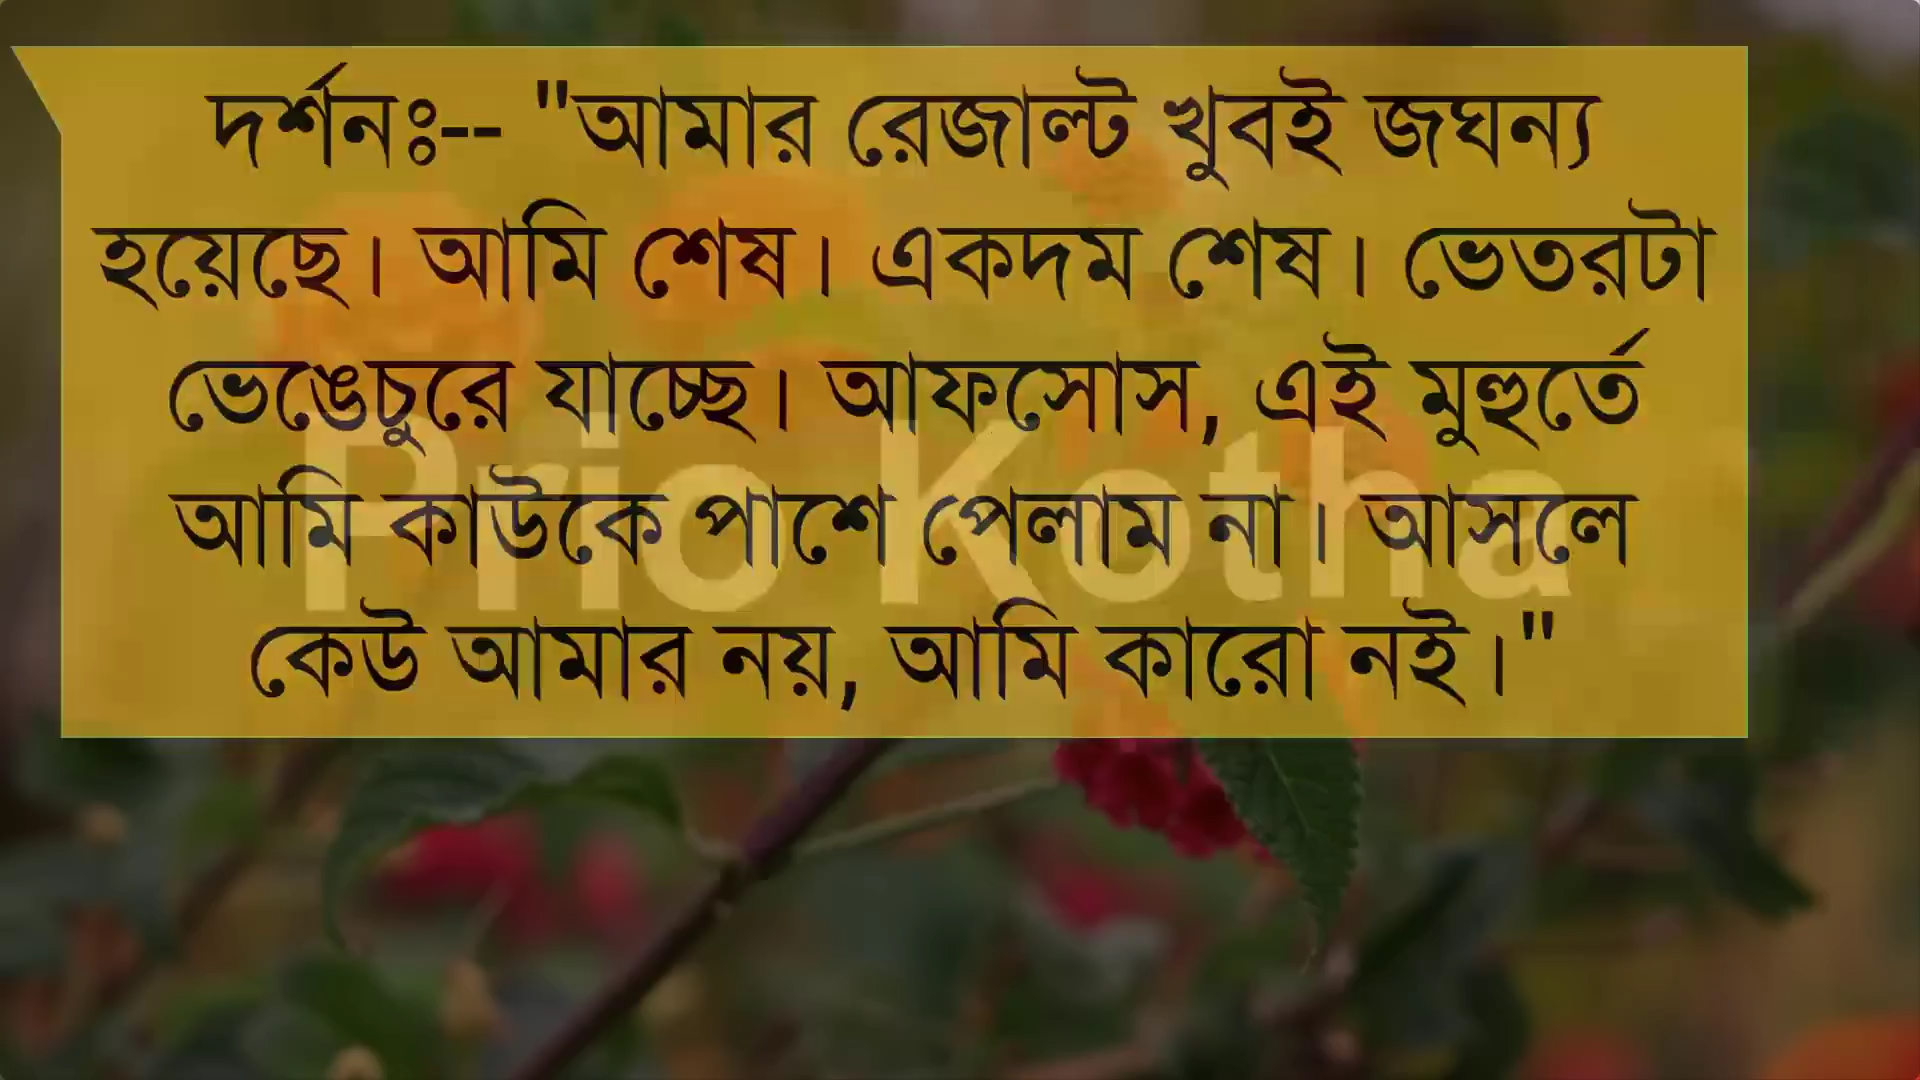 দর্শনঃ-- "আমার রেজাল্ট খুবই জঘন্য
হয়েছে। আমি শেষ। একদম শেষ। ভেতরটা
ভেঙেচুরে যাচ্ছে। আফসোস, এই মুহুর্তে
আমি কাউকে পাশে পেলাম না। আসলে
কেউ আমার নয়, আমি কারো নই।"
Prio Kotha